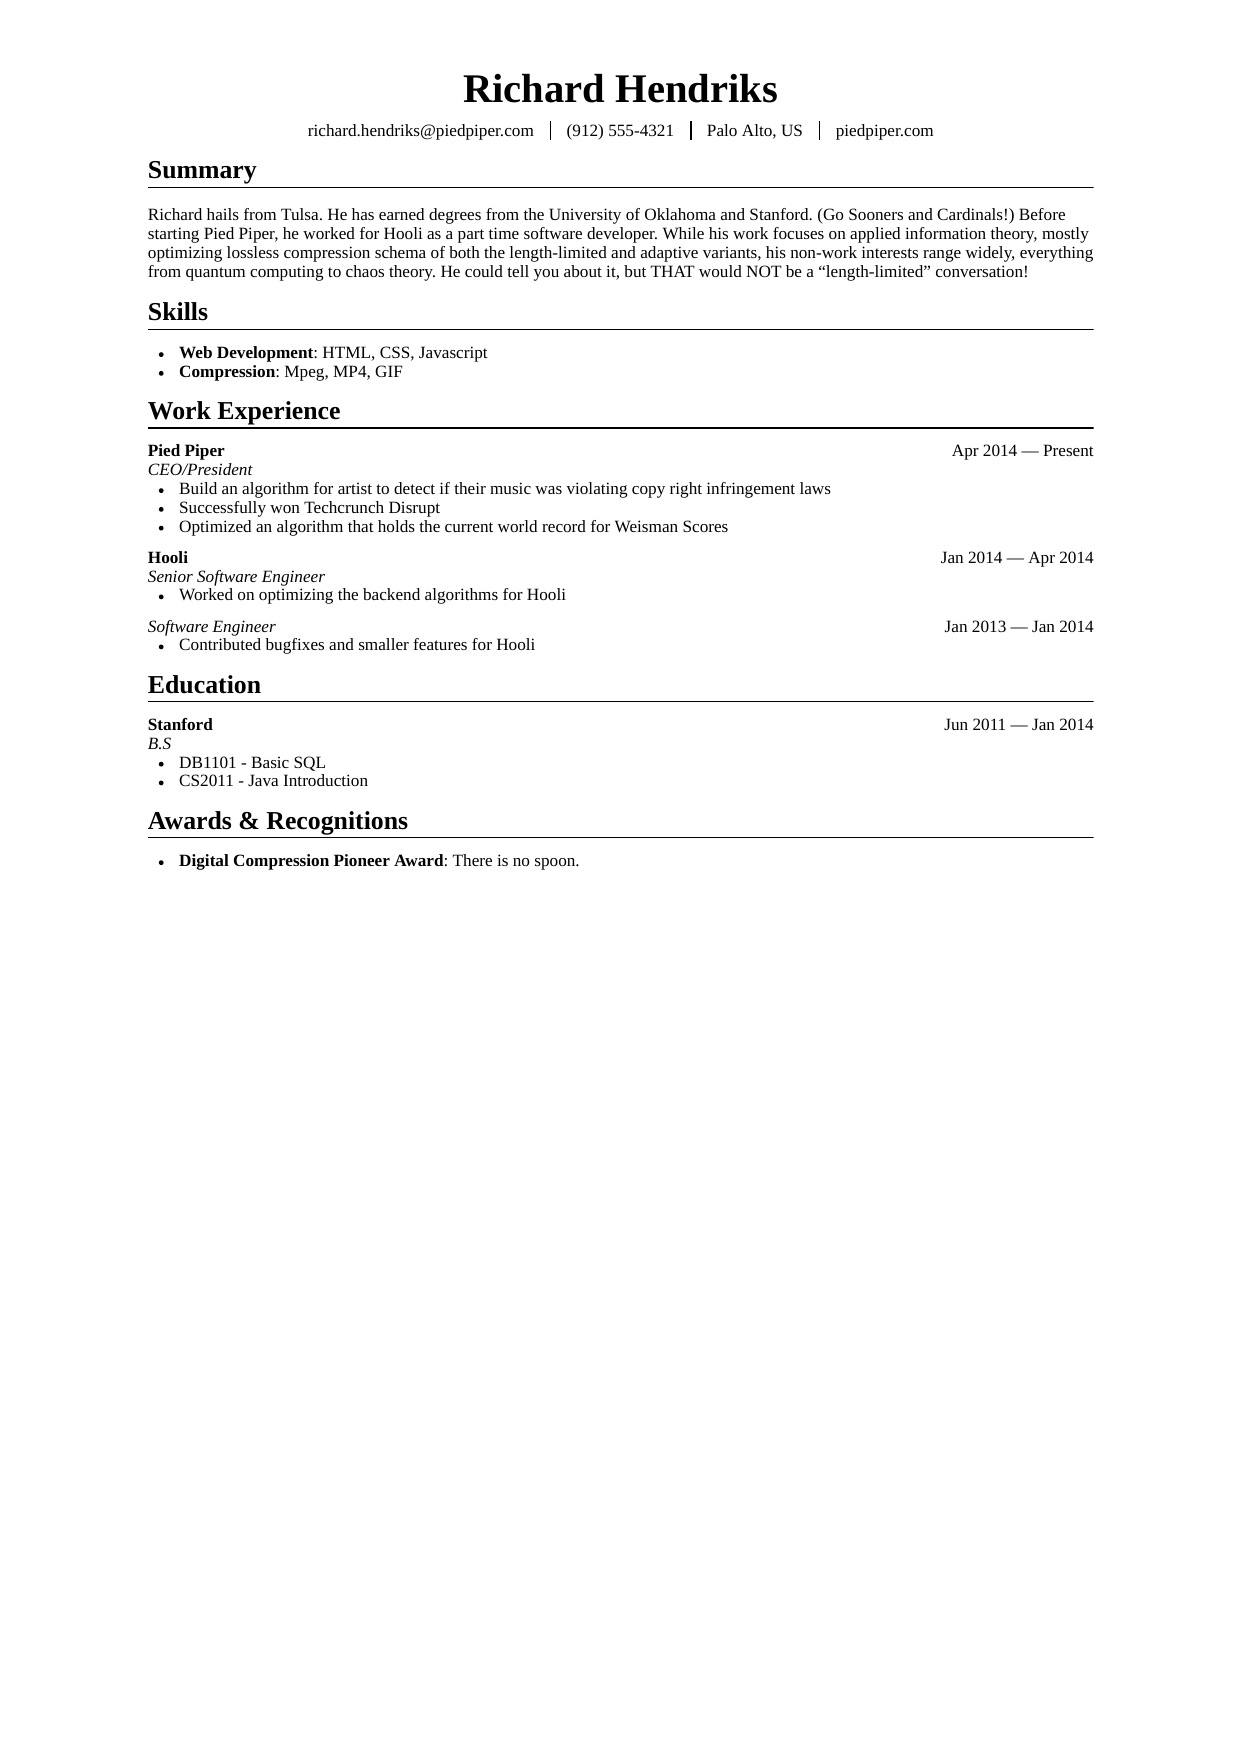 Richard Hendriks
richard.hendriks@piedpiper.com | (912) 555-4321 | Palo Alto, US | piedpiper.com
Summary
Richard hails from Tulsa. He has earned degrees from the University of Oklahoma and Stanford. (Go Sooners and Cardinals!) Before
starting Pied Piper, he worked for Hooli as a part time software developer. While his work focuses on applied information theory, mostly
optimizing lossless compression schema of both the length-limited and adaptive variants, his non-work interests range widely, everything
from quantum computing to chaos theory. He could tell you about it, but THAT would NOT be a “length-limited” conversation!
Skills
• Web Development: HTML, CSS, Javascript
• Compression: Mpeg, MP4, GIF
Work Experience
Pied Piper Apr 2014 — Present
CEO/President
• Build an algorithm for artist to detect if their music was violating copy right infringement laws
• Successfully won Techcrunch Disrupt
• Optimized an algorithm that holds the current world record for Weisman Scores
Hooli Jan 2014 — Apr 2014
Senior Software Engineer
• Worked on optimizing the backend algorithms for Hooli
Software Engineer Jan 2013 — Jan 2014
• Contributed bugfixes and smaller features for Hooli
Education
Stanford Jun 2011 — Jan 2014
B.S
• DB1101 - Basic SQL
• CS2011 - Java Introduction
Awards & Recognitions
• Digital Compression Pioneer Award: There is no spoon.